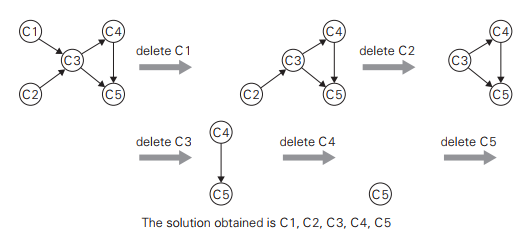 C1 C4 delete C1 C4 delete C2 C4
C3 C3 C3
C2 C5 C2 C5 C5
delete C3 C4 delete C4 delete C5
C5 C5
The solution obtained is C1, C2, C3, C4, C5